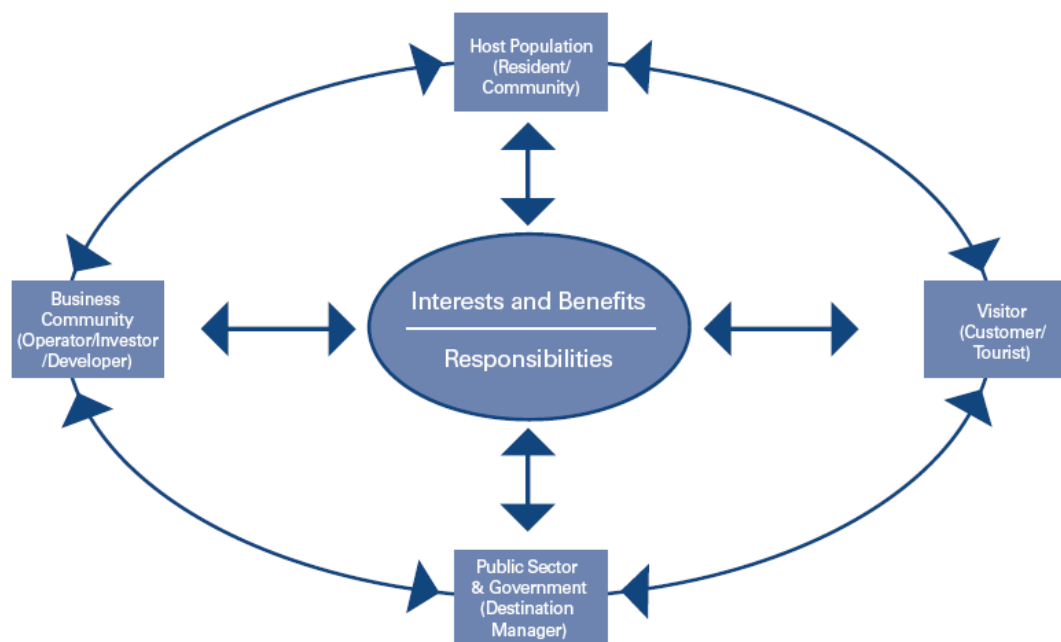 Host Population
(Resident/
Community)
Business
Community
(Operator/Investor
/Developer)
Interests and Benefits
Responsibilities
Visitor
(Customer/
Tourist)
Public Sector
& Government
(Destination
Manager)